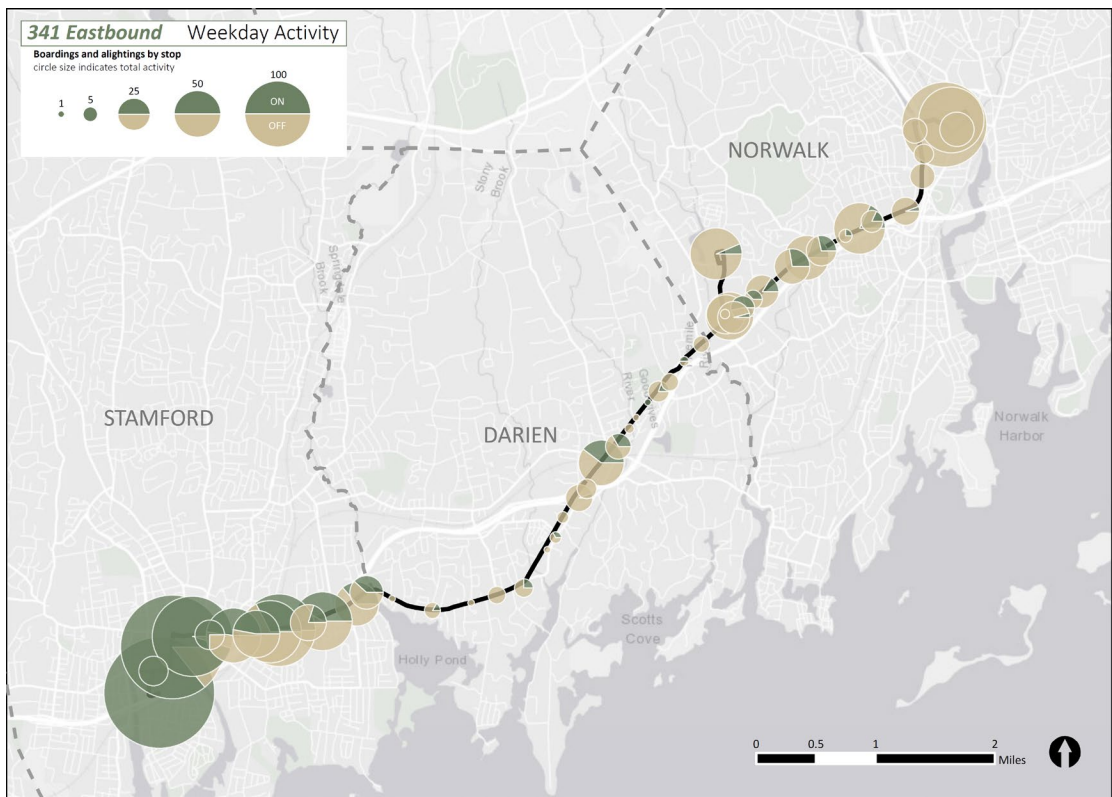 341 Eastbound Weekday Activity
Boardings and alightings by stop
circle size indicates total activity
1
5
25
50
100
ON
OFF
STAMFORD
DARIEN
NORWALK
Stony
Brook
Springdale
Brook
River
Holly Pond
Scotts
Cove
Norwalk
Harbor
0 0.5 1 2
Miles